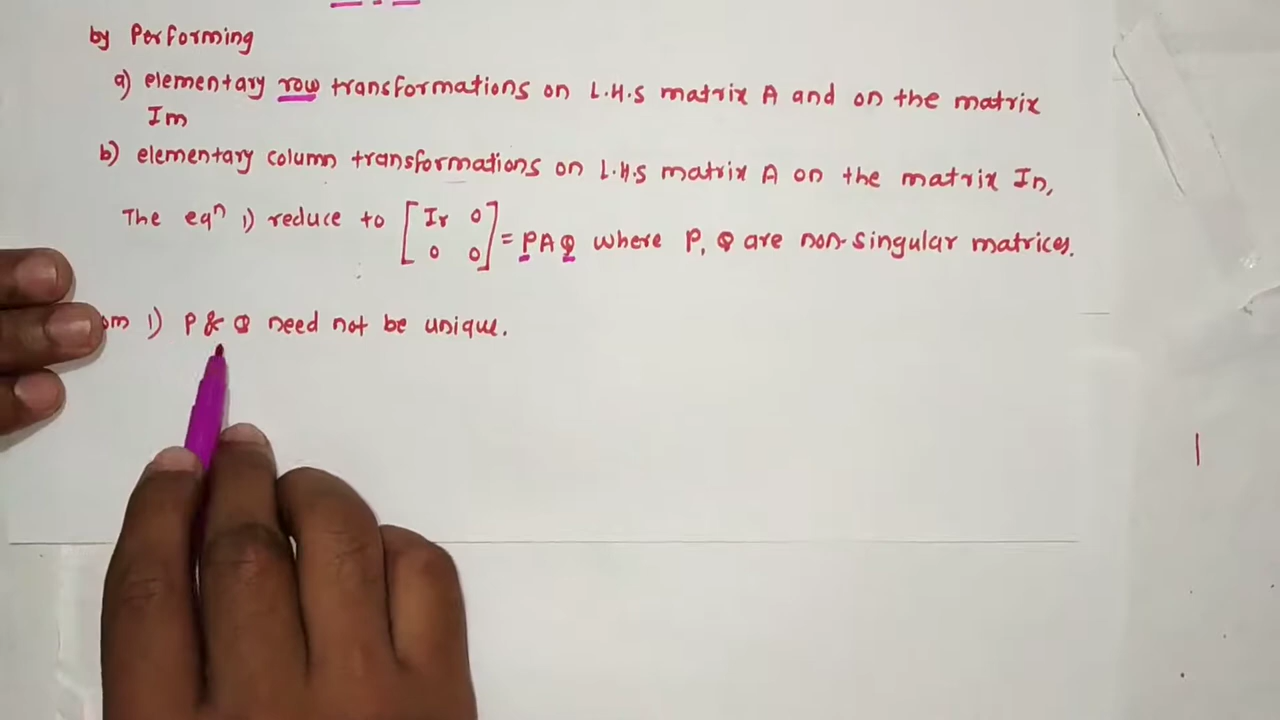 by Performing
a) elementary row transformations on L.H.S matrix A and on the matrix
Im
b) elementary column transformations on L.H.S matrix A on the matrix In,
The eqⁿ 1) reduce to [Ir 0
0 0] = PAQ where P, Q are non-singular matrices.
1) P & Q need not be unique.